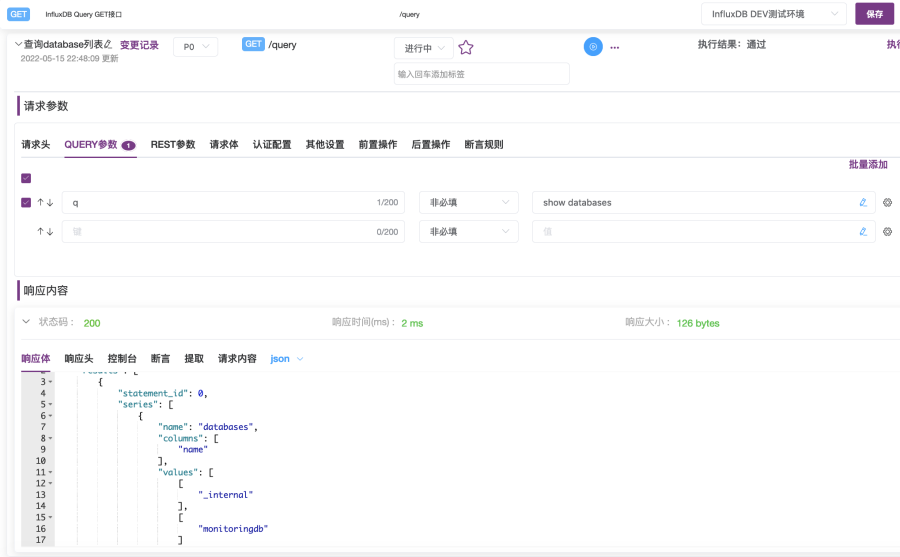 GET InfluxDB Query GET接口 /query InfluxDB DEV测试环境 保存
查询database列表 变更记录 P0 GET /query 进行中 执行结果: 通过
2022-05-15 22:48:09 更新
输入回车添加标签
请求参数
请求头 QUERY参数 1 REST参数 请求体 认证配置 其他设置 前置操作 后置操作 断言规则
批量添加
q 1/200 非必填 show databases
键 0/200 非必填 值
响应内容
状态码: 200 响应时间(ms): 2 ms 响应大小: 126 bytes
响应体 响应头 控制台 断言 提取 请求内容 json
2 "results": [
3 {
4 "statement_id": 0,
5 "series": [
6 {
7 "name": "databases",
8 "columns": [
9 "name"
10 ],
11 "values": [
12 [
13 "_internal"
14 ],
15 [
16 "monitoringdb"
17 ]